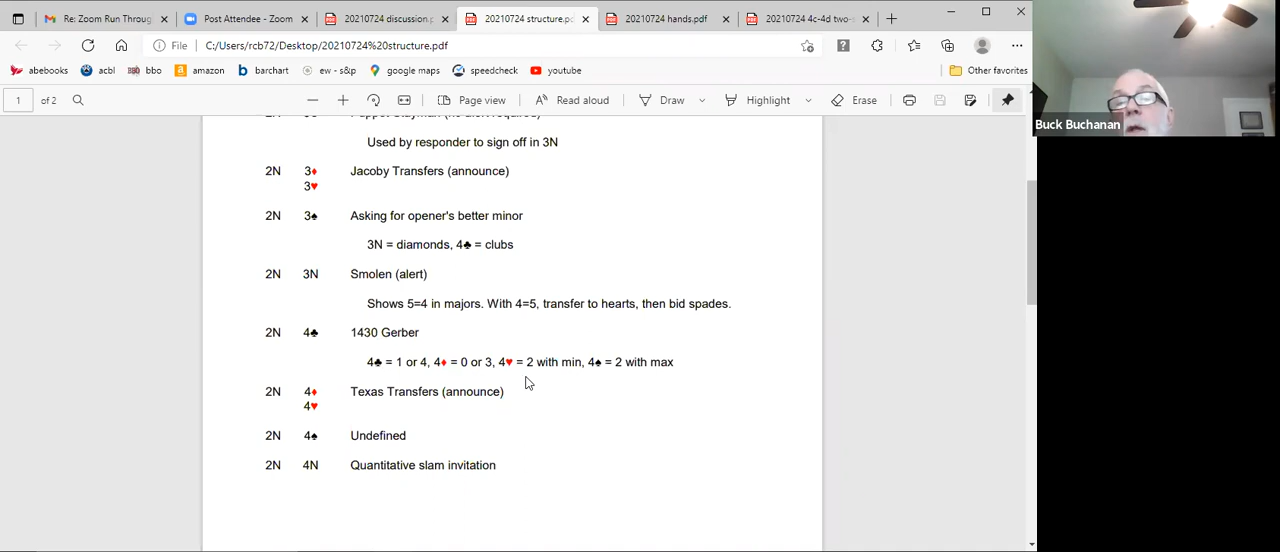 Re: Zoom Run Throug
Post Attendee - Zoom
20210724 discussion.p
20210724 structure.pd
20210724 hands.pdf
20210724 4c-4d two-s
File
C:/Users/rcb72/Desktop/20210724%20structure.pdf
abebooks
acbl
bbo
amazon
barchart
ew - s&p
google maps
speedcheck
youtube
Other favorites
1
of 2
Page view
Read aloud
Draw
Highlight
Erase
Buck Buchanan
Used by responder to sign off in 3N
2N 3♦ Jacoby Transfers (announce)
3♥
2N 3♠ Asking for opener's better minor
3N = diamonds, 4♣ = clubs
2N 3N Smolen (alert)
Shows 5=4 in majors. With 4=5, transfer to hearts, then bid spades.
2N 4♣ 1430 Gerber
4♣ = 1 or 4, 4♦ = 0 or 3, 4♥ = 2 with min, 4♠ = 2 with max
2N 4♦ Texas Transfers (announce)
4♥
2N 4♠ Undefined
2N 4N Quantitative slam invitation